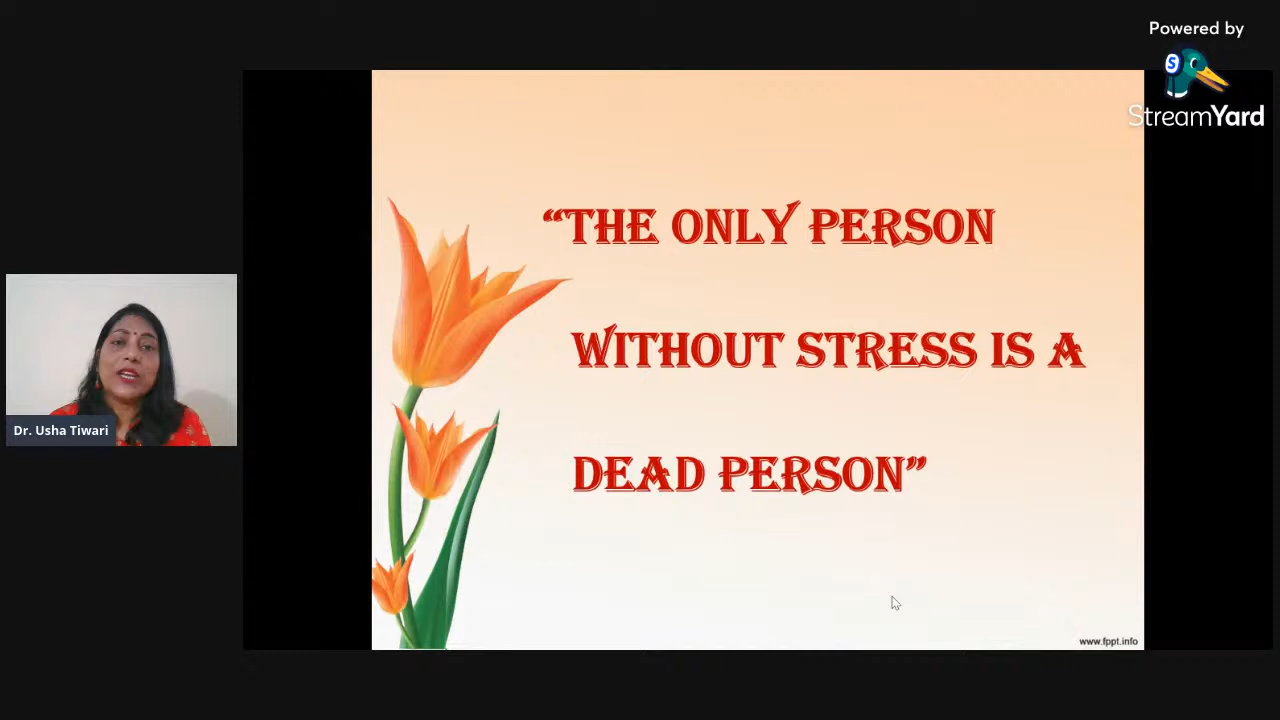 Powered by
S
StreamYard
“THE ONLY PERSON
WITHOUT STRESS IS A
DEAD PERSON”
Dr. Usha Tiwari
www.fppt.info